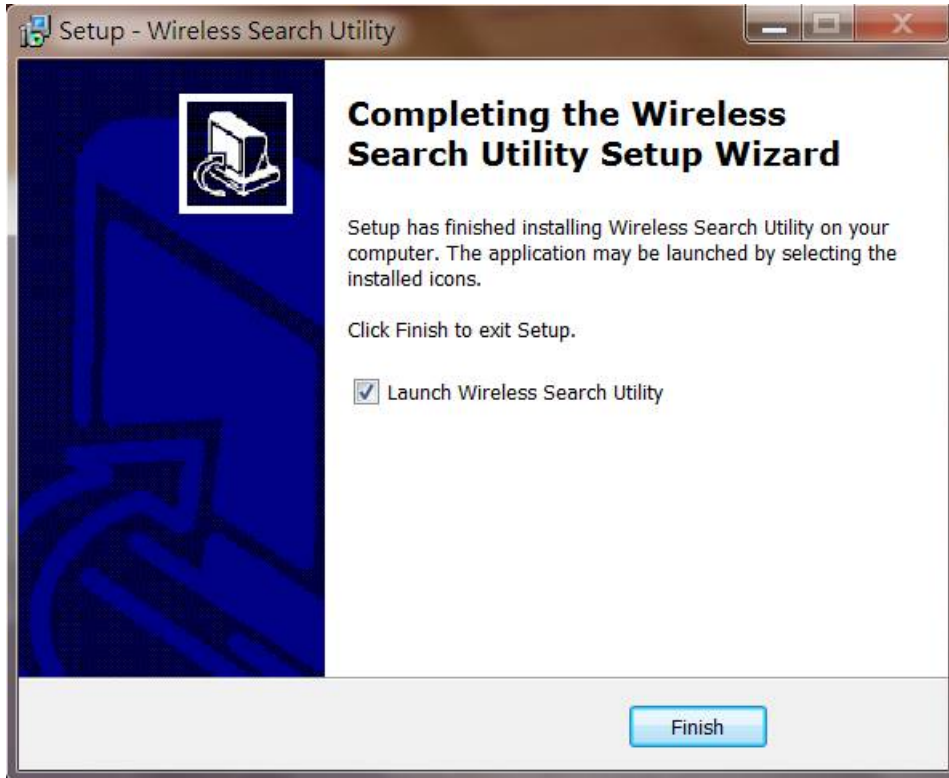 Setup - Wireless Search Utility
Completing the Wireless
Search Utility Setup Wizard
Setup has finished installing Wireless Search Utility on your
computer. The application may be launched by selecting the
installed icons.
Click Finish to exit Setup.
Launch Wireless Search Utility
Finish